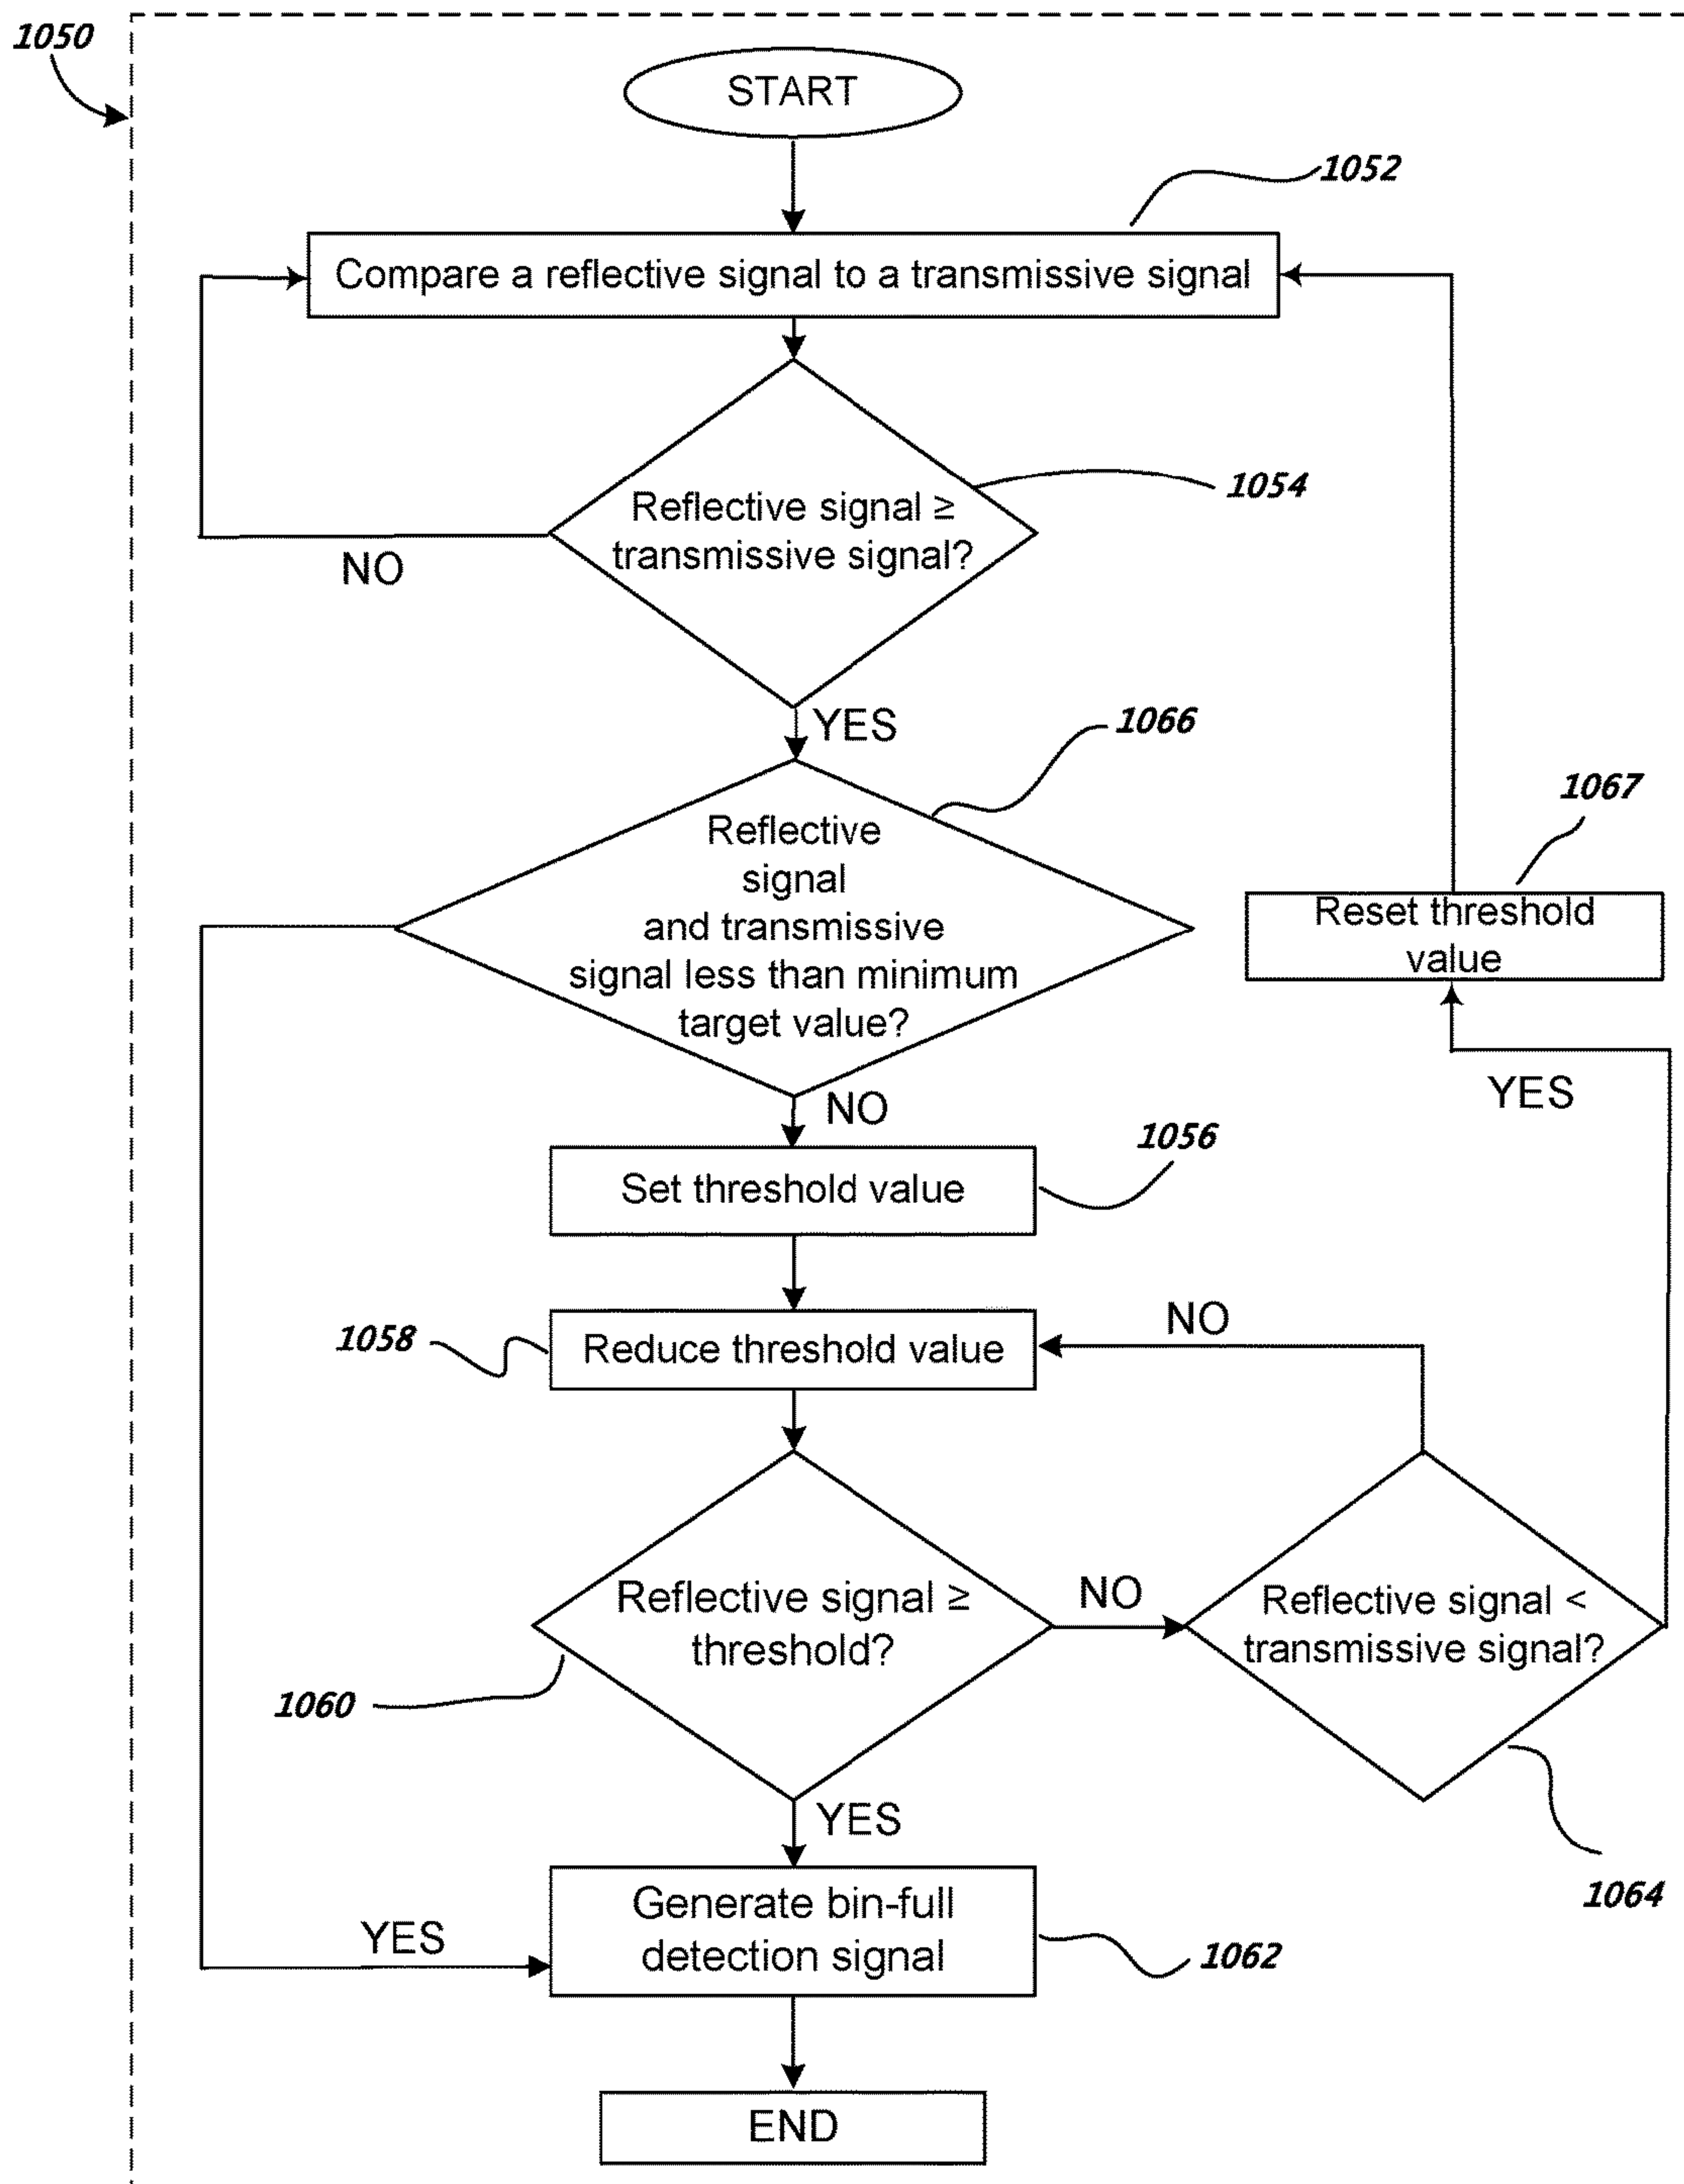 1050
START
1052
Compare a reflective signal to a transmissive signal
1054
Reflective signal ≥
transmissive signal?
NO
YES
1066
Reflective
signal
and transmissive
signal less than minimum
target value?
1067
Reset threshold
value
YES
NO
1056
Set threshold value
NO
1058
Reduce threshold value
Reflective signal ≥
threshold?
NO
Reflective signal <
transmissive signal?
1060
YES
1064
Generate bin-full
detection signal
YES
1062
END